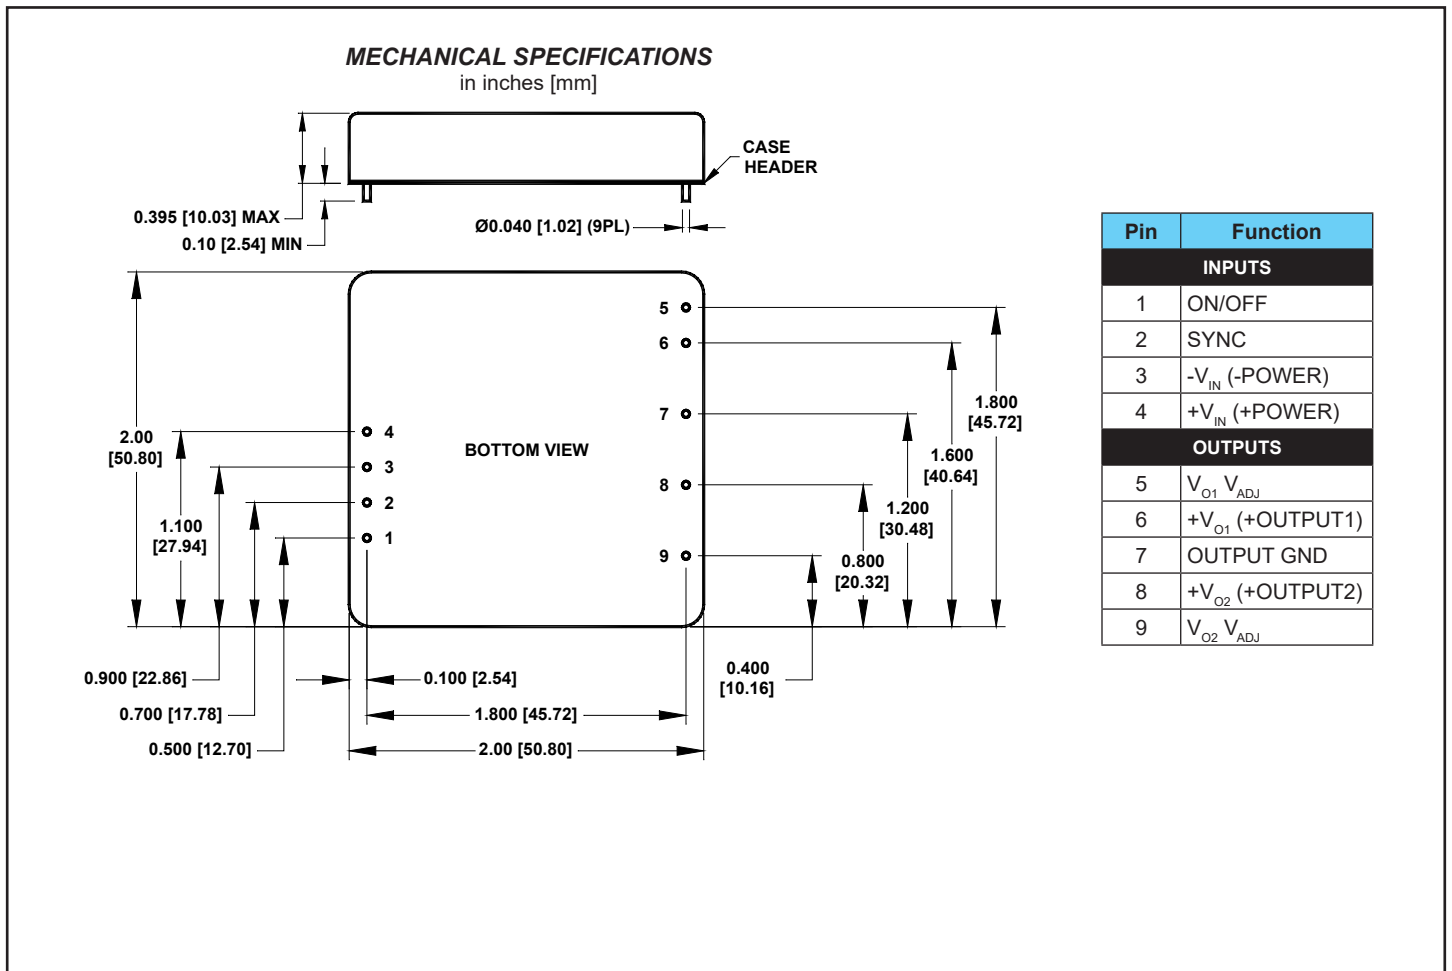 MECHANICAL SPECIFICATIONS
in inches [mm]
CASE
HEADER
0.395 [10.03] MAX
0.10 [2.54] MIN
Ø0.040 [1.02] (9PL)
5
6
7
8
9
4
3
2
1
BOTTOM VIEW
2.00
[50.80]
1.100
[27.94]
1.800
[45.72]
1.600
[40.64]
1.200
[30.48]
0.800
[20.32]
0.400
[10.16]
0.900 [22.86]
0.700 [17.78]
0.500 [12.70]
0.100 [2.54]
1.800 [45.72]
2.00 [50.80]
Pin Function
INPUTS
1 ON/OFF
2 SYNC
3 -VIN (-POWER)
4 +VIN (+POWER)
OUTPUTS
5 VO1 VADJ
6 +VO1 (+OUTPUT1)
7 OUTPUT GND
8 +VO2 (+OUTPUT2)
9 VO2 VADJ